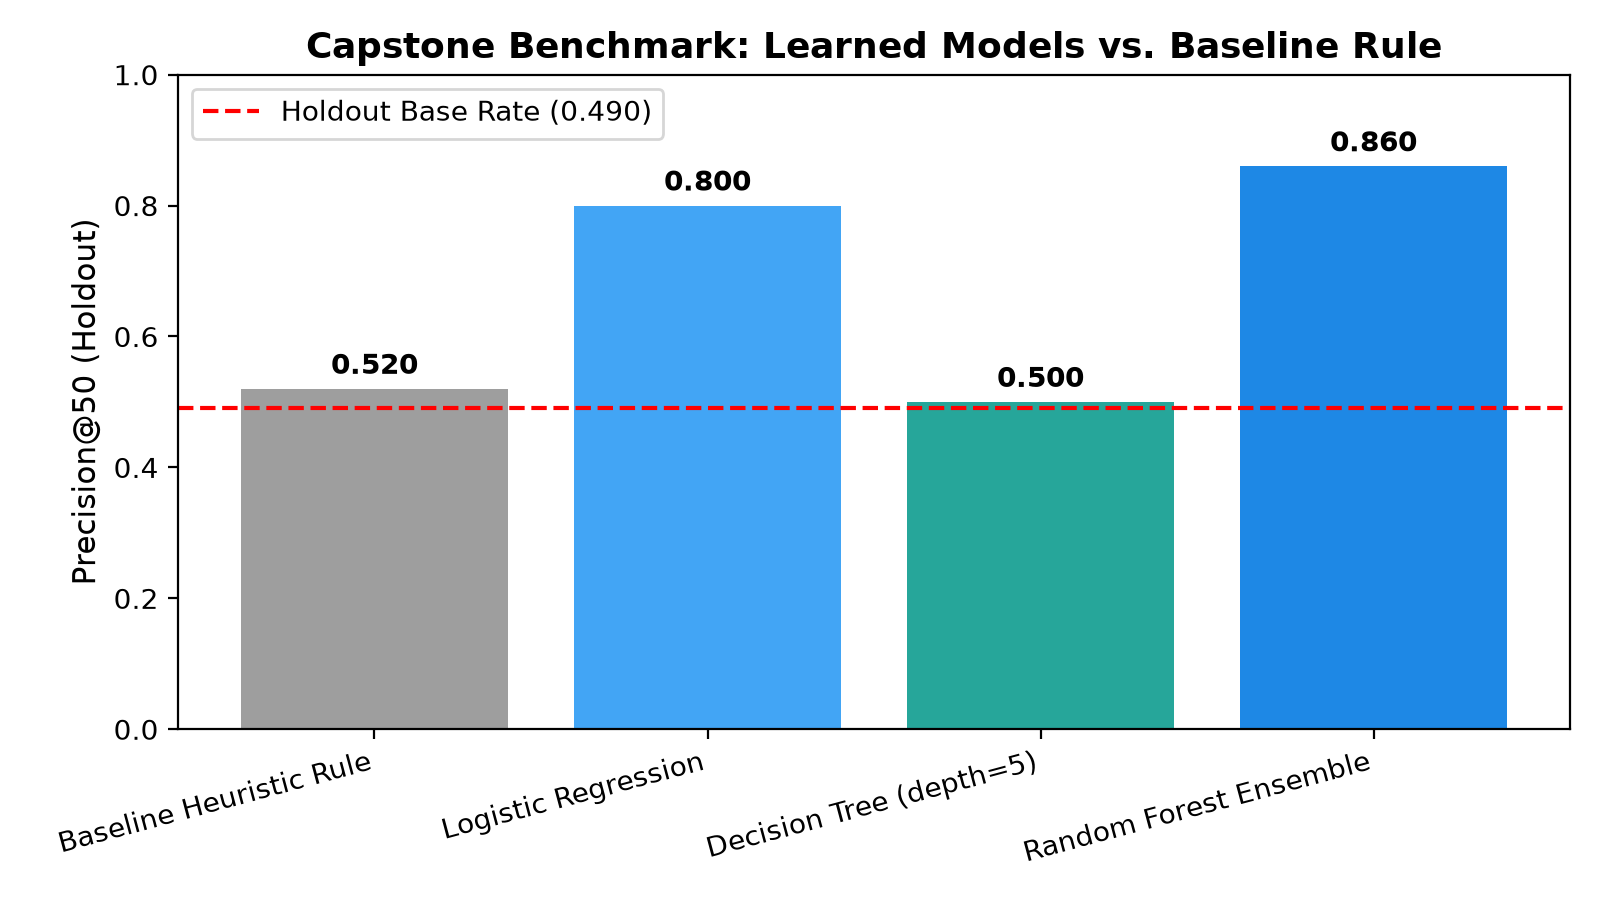 Capstone Benchmark: Learned Models vs. Baseline Rule
Holdout Base Rate (0.490)
Precision@50 (Holdout)
1.0
0.8
0.6
0.4
0.2
0.0
0.520
0.800
0.500
0.860
Baseline Heuristic Rule
Logistic Regression
Decision Tree (depth=5)
Random Forest Ensemble